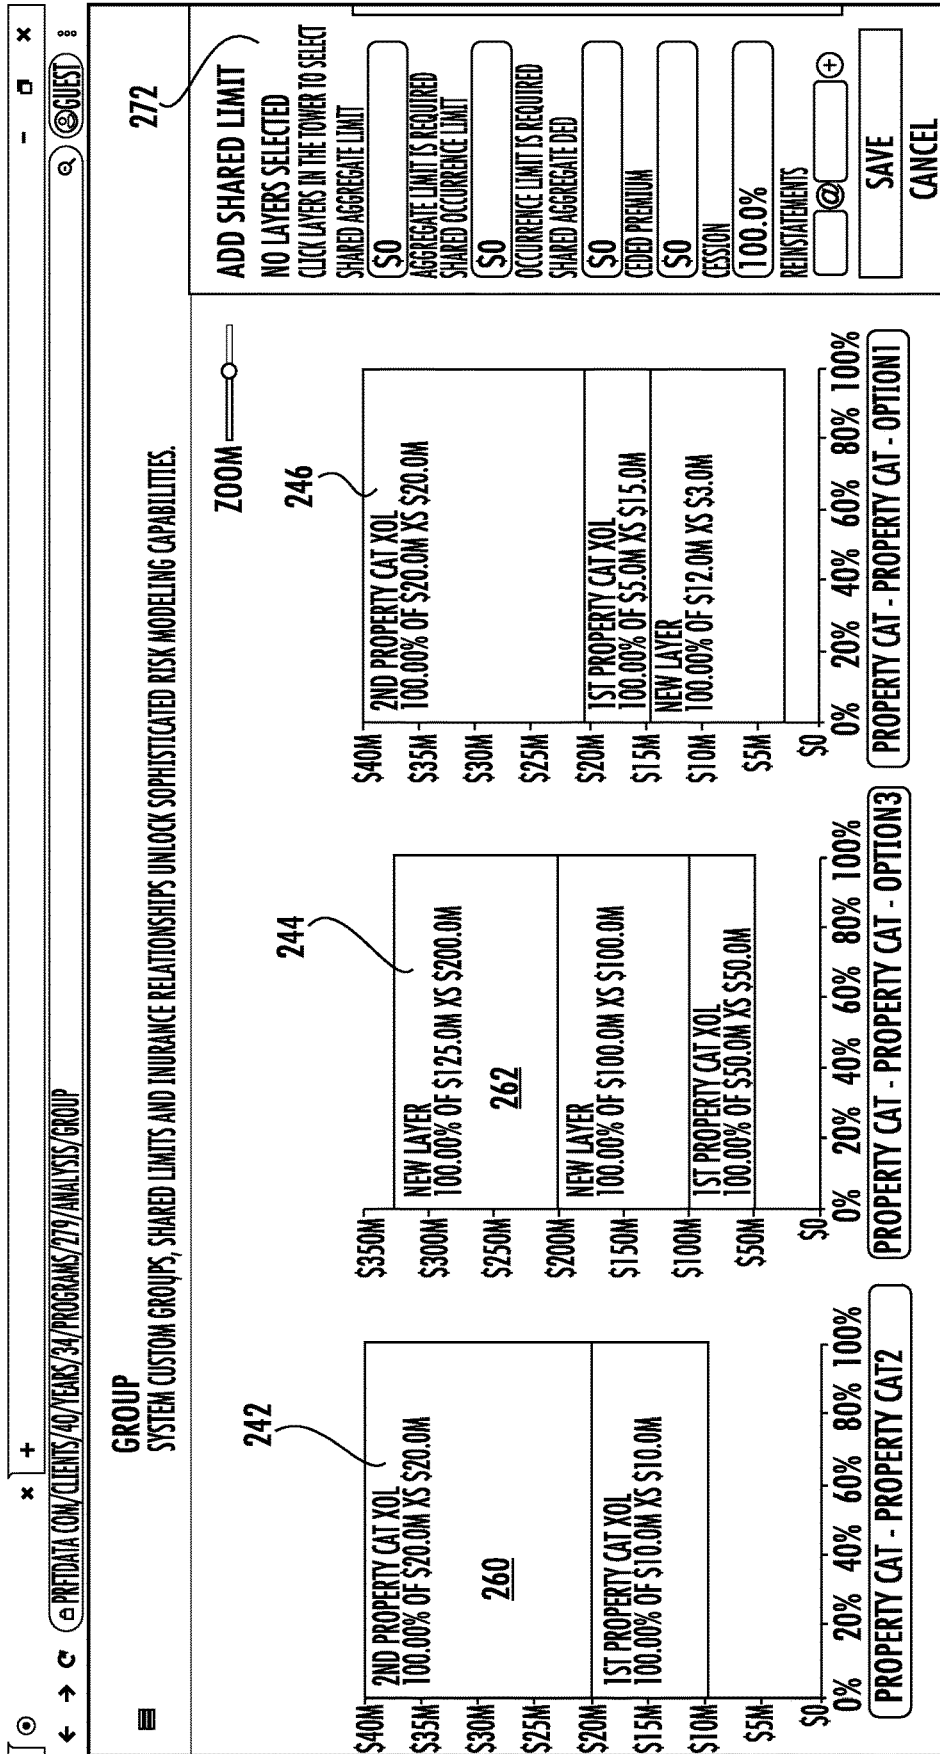 PRFTDATA COM/CLIENTS/40/YEARS/34/PROGRAMS/279/ANALYSIS/GROUP
GUEST
GROUP
SYSTEM CUSTOM GROUPS, SHARED LIMITS AND INURANCE RELATIONSHIPS UNLOCK SOPHISTICATED RISK MODELING CAPABILITIES.
ZOOM
242
$40M
$35M
$30M
$25M
$20M
$15M
$10M
$5M
$0
2ND PROPERTY CAT XOL
100.00% OF $20.0M XS $20.0M
260
1ST PROPERTY CAT XOL
100.00% OF $10.0M XS $10.0M
0% 20% 40% 60% 80% 100%
PROPERTY CAT - PROPERTY CAT2
244
$350M
$300M
$250M
$200M
$150M
$100M
$50M
$0
NEW LAYER
100.00% OF $125.0M XS $200.0M
262
NEW LAYER
100.00% OF $100.0M XS $100.0M
1ST PROPERTY CAT XOL
100.00% OF $50.0M XS $50.0M
0% 20% 40% 60% 80% 100%
PROPERTY CAT - PROPERTY CAT - OPTION3
246
$40M
$35M
$30M
$25M
$20M
$15M
$10M
$5M
$0
2ND PROPERTY CAT XOL
100.00% OF $20.0M XS $20.0M
1ST PROPERTY CAT XOL
100.00% OF $5.0M XS $15.0M
NEW LAYER
100.00% OF $12.0M XS $3.0M
0% 20% 40% 60% 80% 100%
PROPERTY CAT - PROPERTY CAT - OPTION1
272
ADD SHARED LIMIT
NO LAYERS SELECTED
CLICK LAYERS IN THE TOWER TO SELECT
SHARED AGGREGATE LIMIT
$0
AGGREGATE LIMIT IS REQUIRED
SHARED OCCURRENCE LIMIT
$0
OCCURRENCE LIMIT IS REQUIRED
SHARED AGGREGATE DED
$0
CEDED PREMIUM
$0
CESSION
100.0%
REINSTATEMENTS
@
SAVE
CANCEL